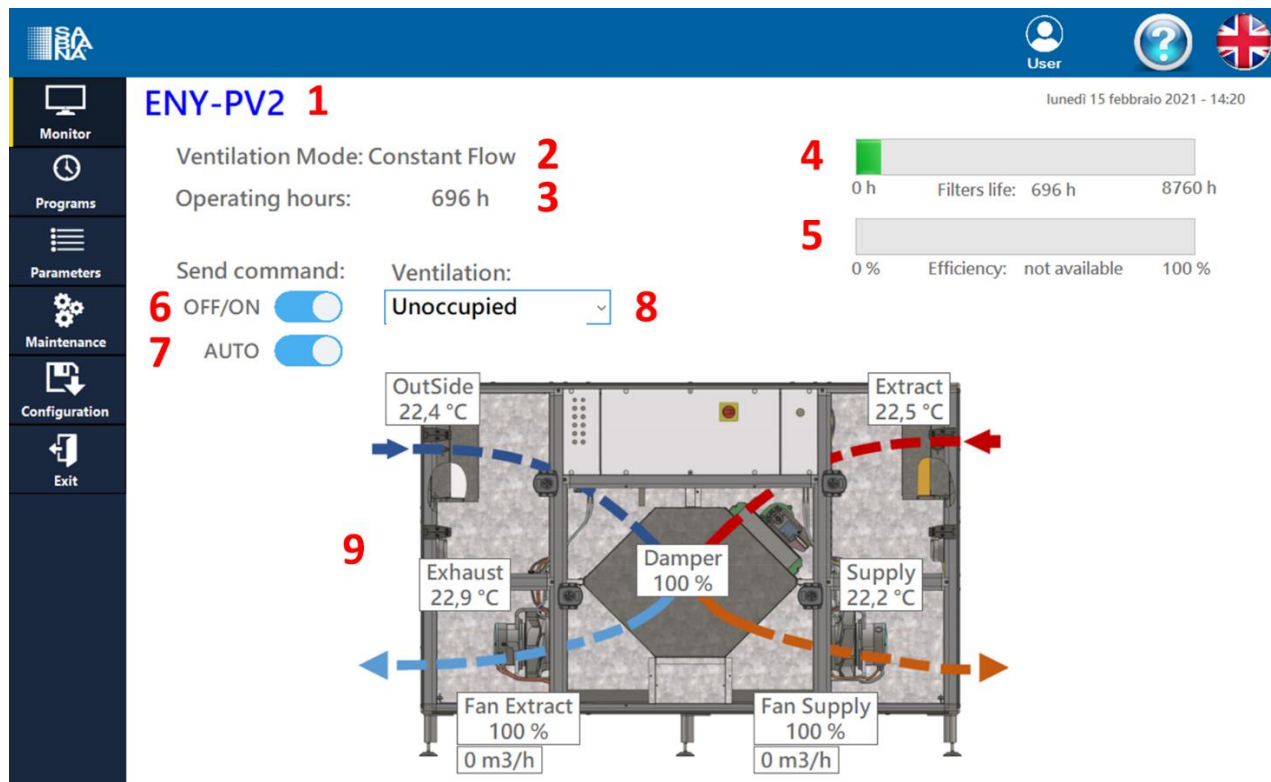 SABIANA
User
Monitor
Programs
Parameters
Maintenance
Configuration
Exit
ENY-PV2 1
lunedì 15 febbraio 2021 - 14:20
Ventilation Mode: Constant Flow 2
Operating hours: 696 h 3
4
0 h Filters life: 696 h 8760 h
5
0 % Efficiency: not available 100 %
Send command: Ventilation:
6 OFF/ON Unoccupied 8
7 AUTO
OutSide
22,4 °C
Extract
22,5 °C
9
Damper
100 %
Exhaust
22,9 °C
Supply
22,2 °C
Fan Extract
100 %
0 m3/h
Fan Supply
100 %
0 m3/h